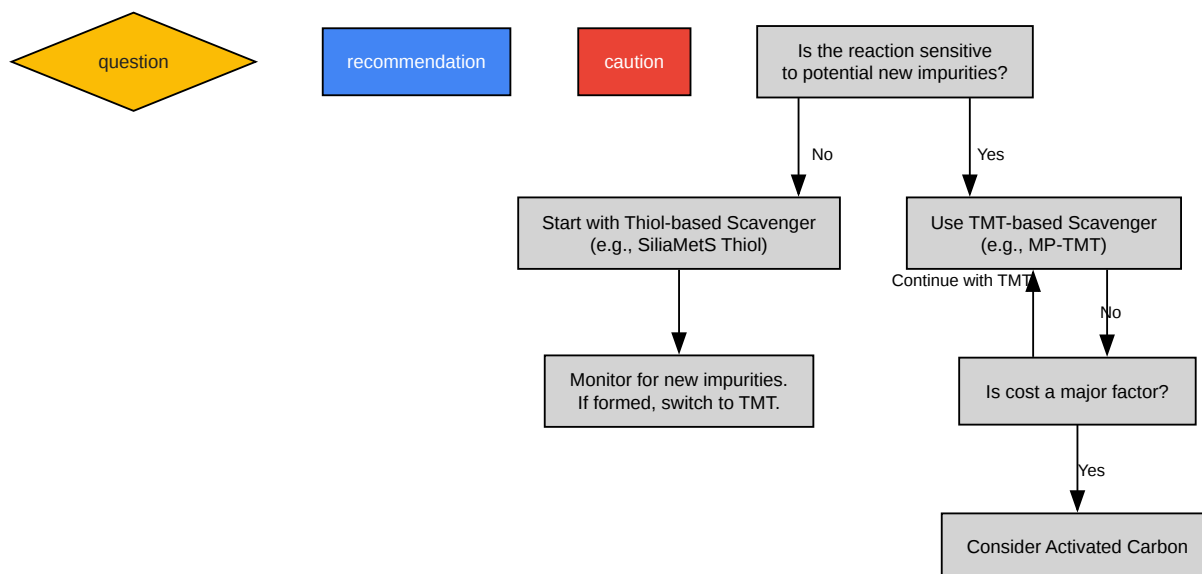 question
recommendation
caution
Is the reaction sensitive
to potential new impurities?
No
Yes
Start with Thiol-based Scavenger
(e.g., SiliaMetS Thiol)
Use TMT-based Scavenger
(e.g., MP-TMT)
Continue with TMT
No
Monitor for new impurities.
If formed, switch to TMT.
Is cost a major factor?
Yes
Consider Activated Carbon